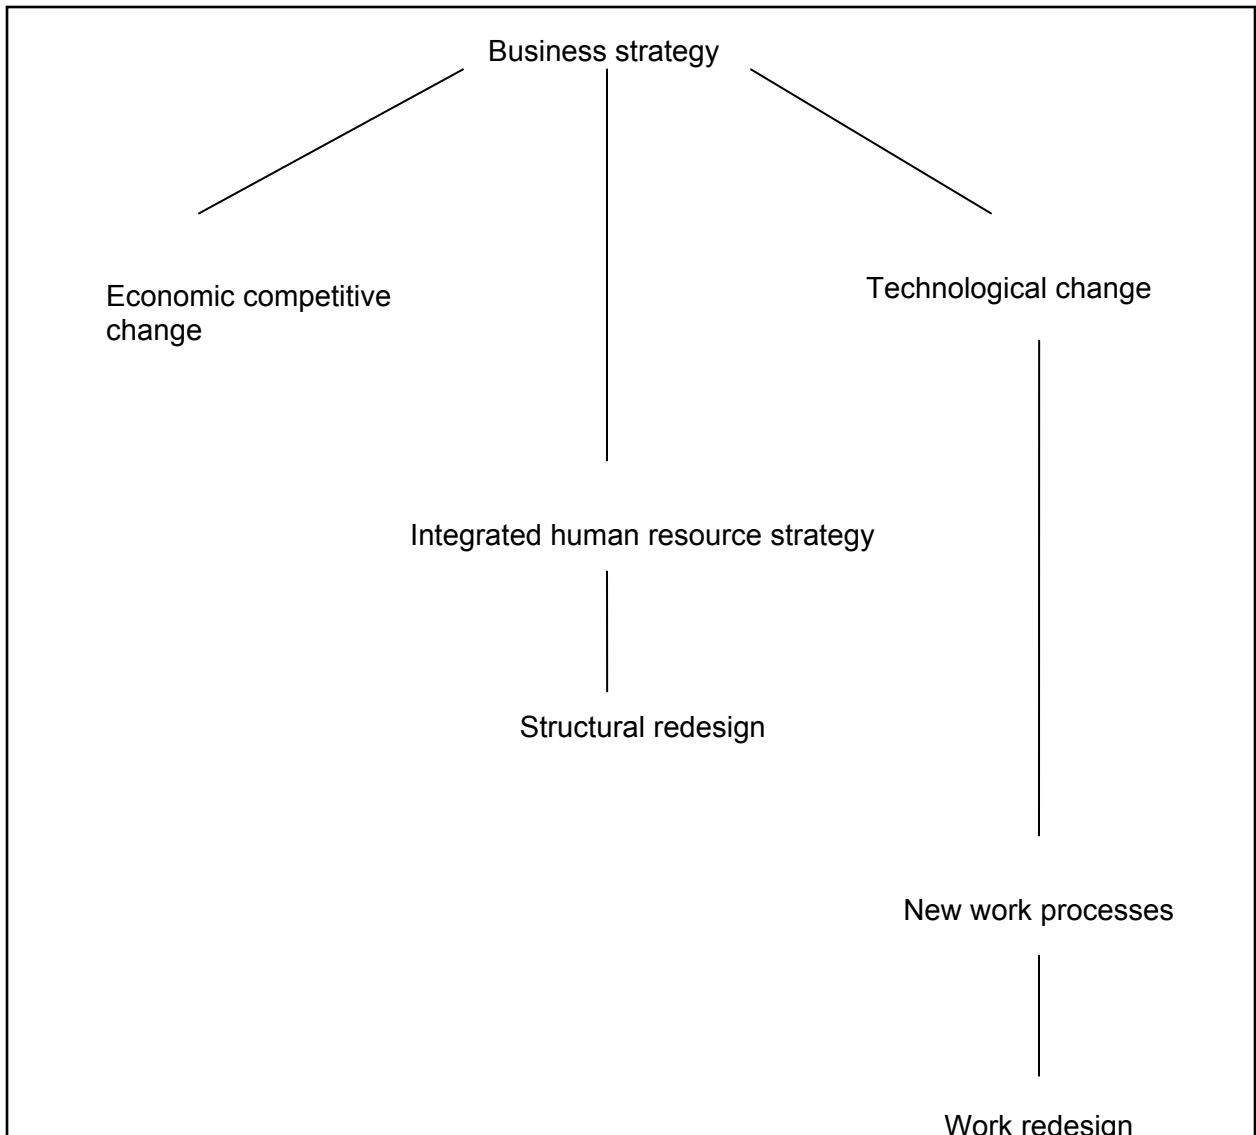 Business strategy
Economic competitive
change
Technological change
Integrated human resource strategy
Structural redesign
New work processes
Work redesign